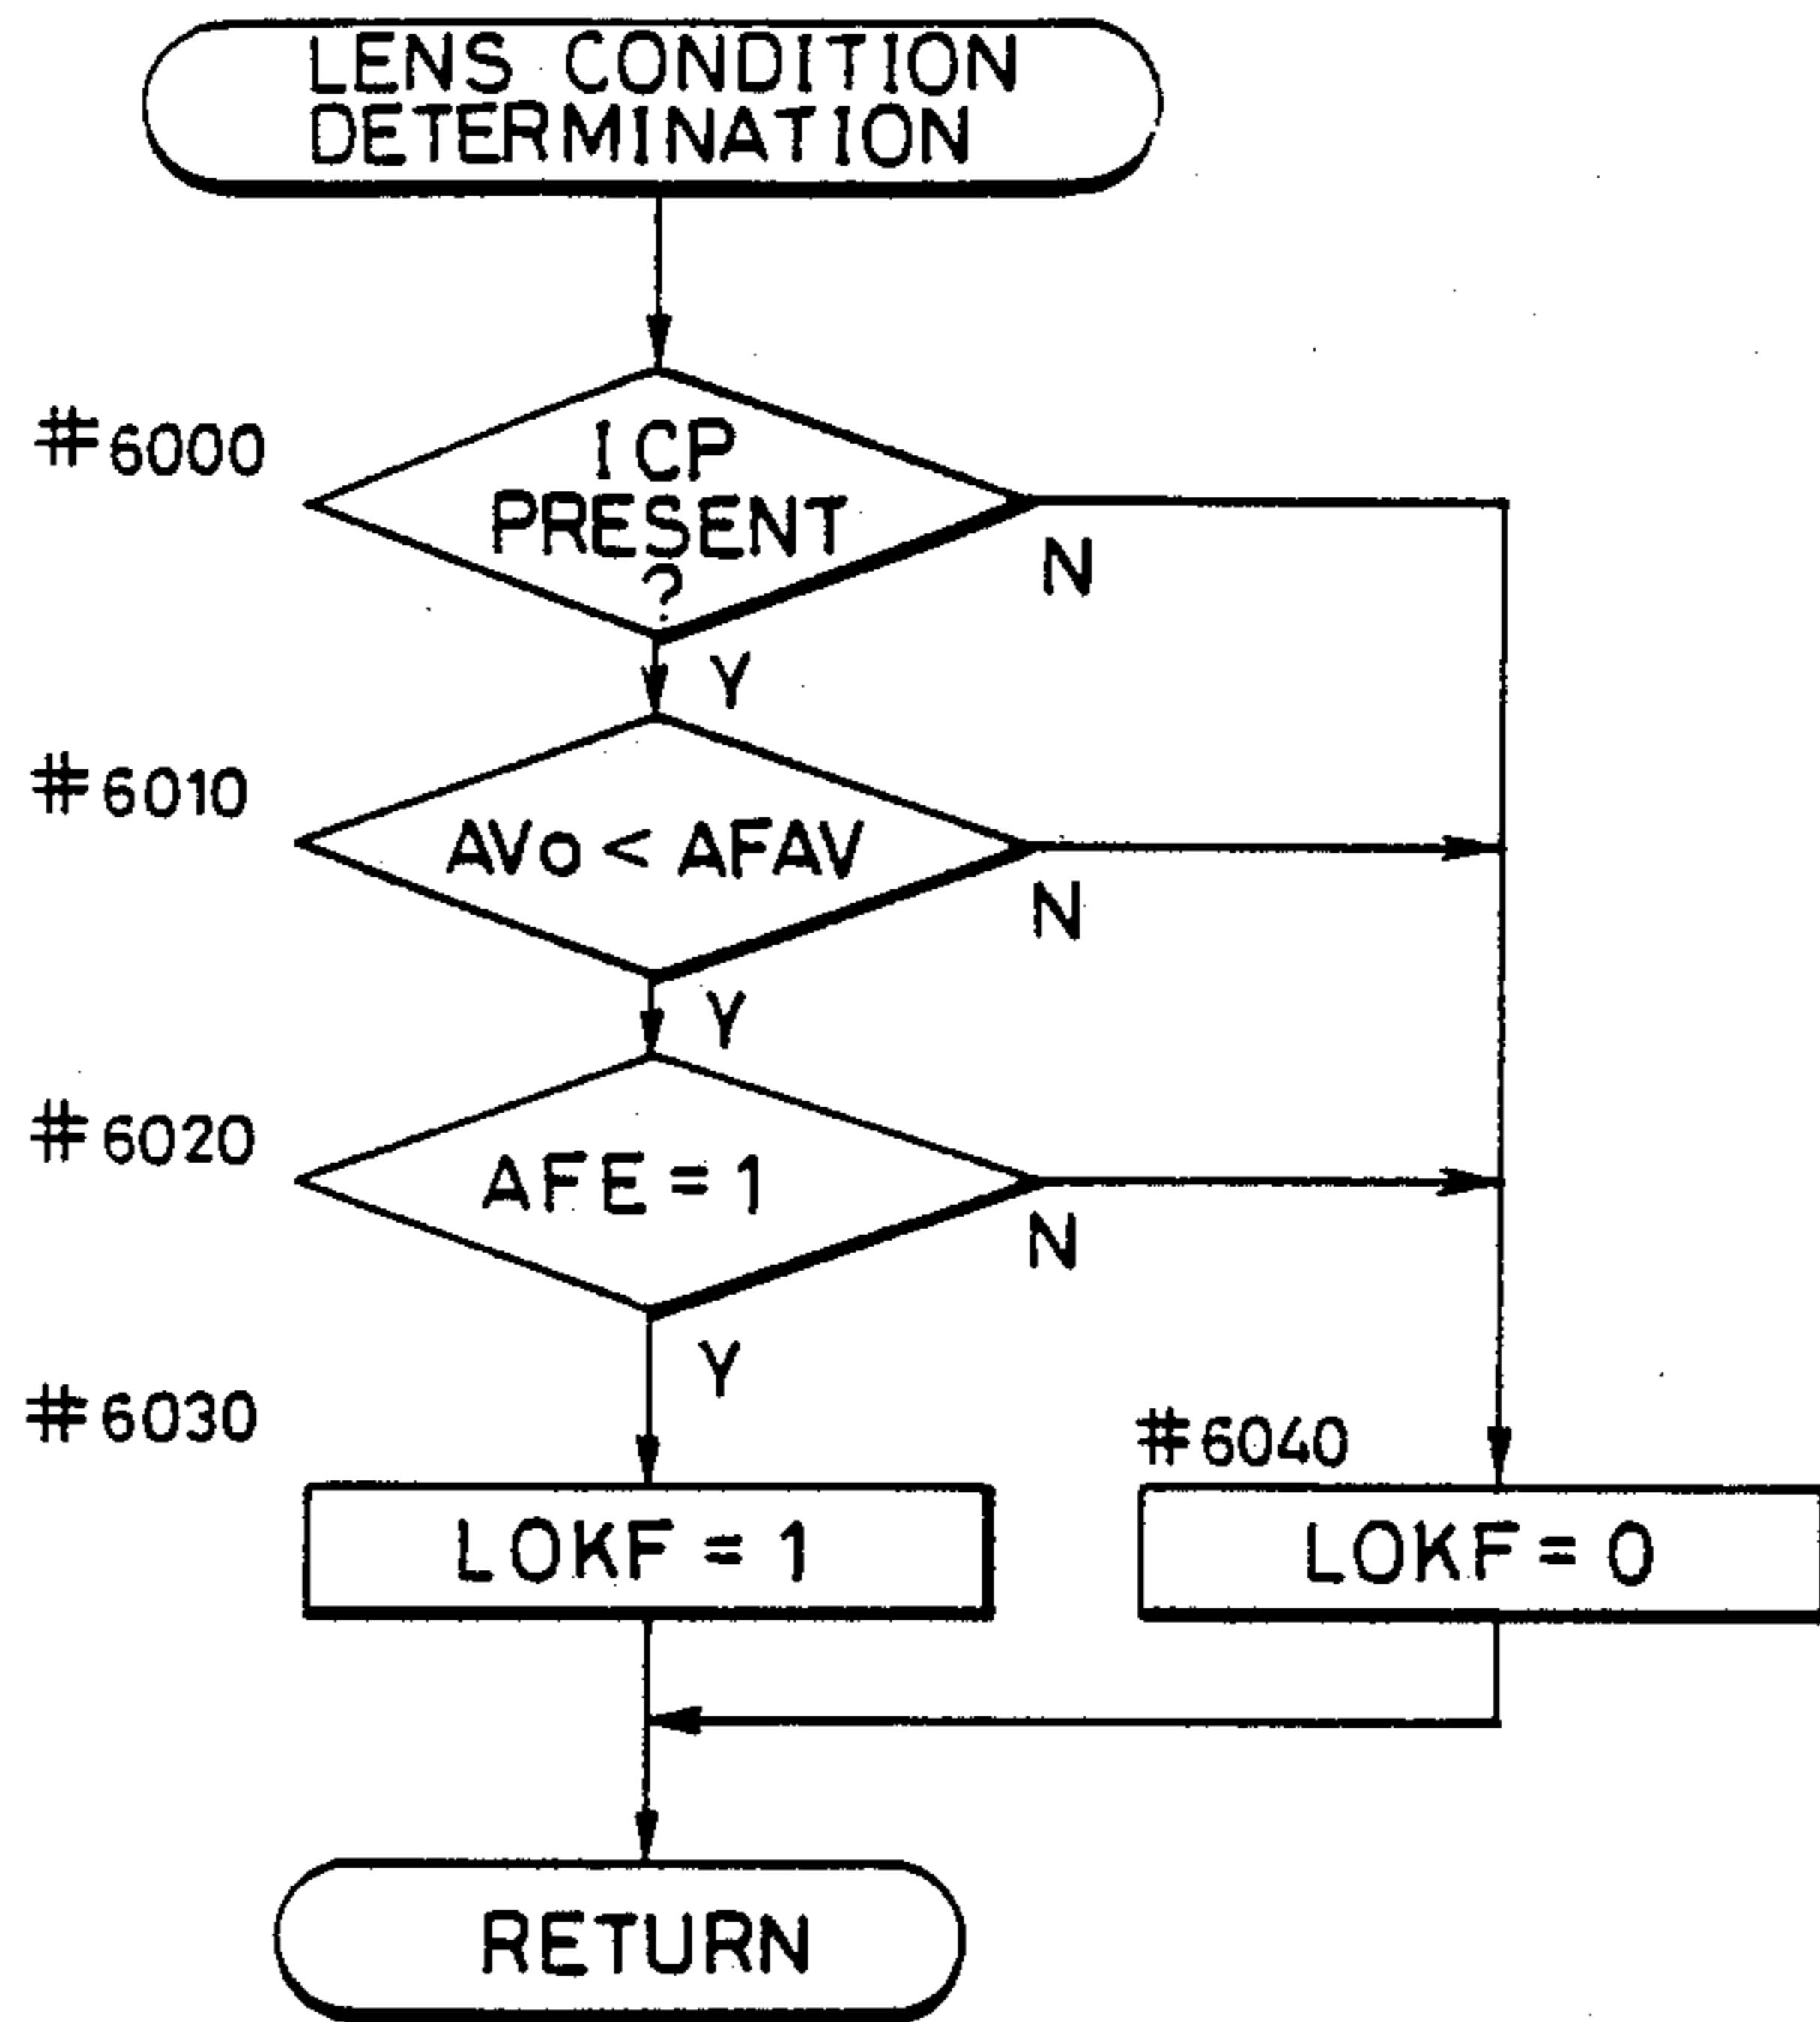 LENS CONDITION
DETERMINATION
#6000
ICP
PRESENT
?
N
Y
#6010
AVo < AFAV
N
Y
#6020
AFE = 1
N
Y
#6030
#6040
LOKF = 1
LOKF = 0
RETURN